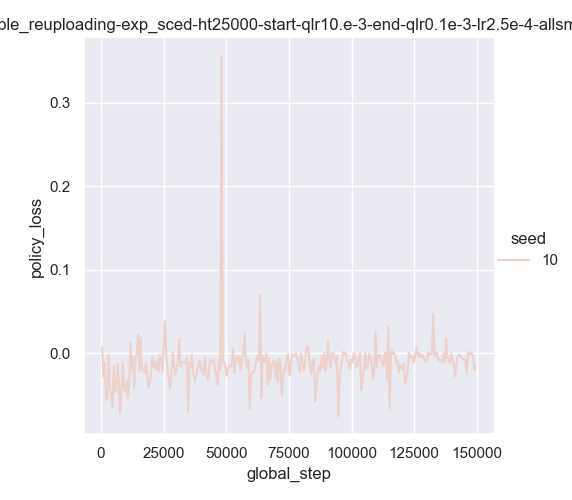 ble_reuploading-exp_sced-ht25000-start-qlr10.e-3-end-qlr0.1e-3-lr2.5e-4-allsm
0.3
0.2
0.1
0.0
policy_loss
0 25000 50000 75000 100000 125000 150000
global_step
seed
10